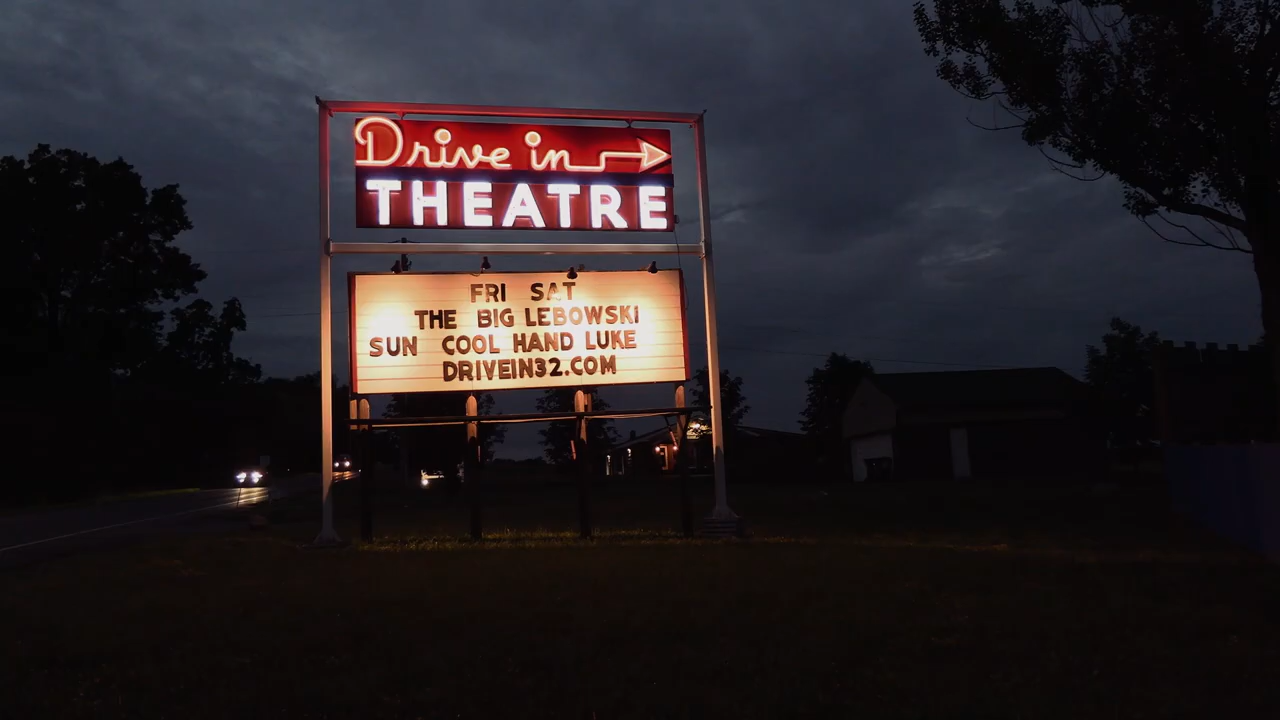 Drive in
THEATRE
FRI SAT
THE BIG LEBOWSKI
SUN COOL HAND LUKE
DRIVEIN32.COM